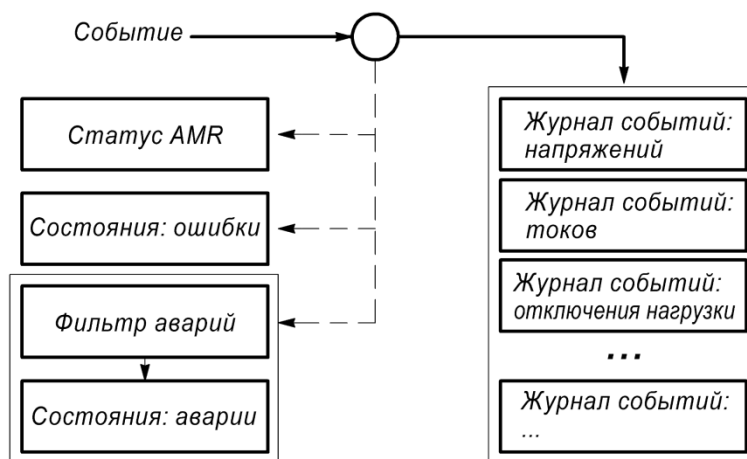 Событие
Статус AMR
Состояния: ошибки
Фильтр аварий
Состояния: аварии
Журнал событий:
напряжений
Журнал событий:
токов
Журнал событий:
отключения нагрузки
...
Журнал событий:
...